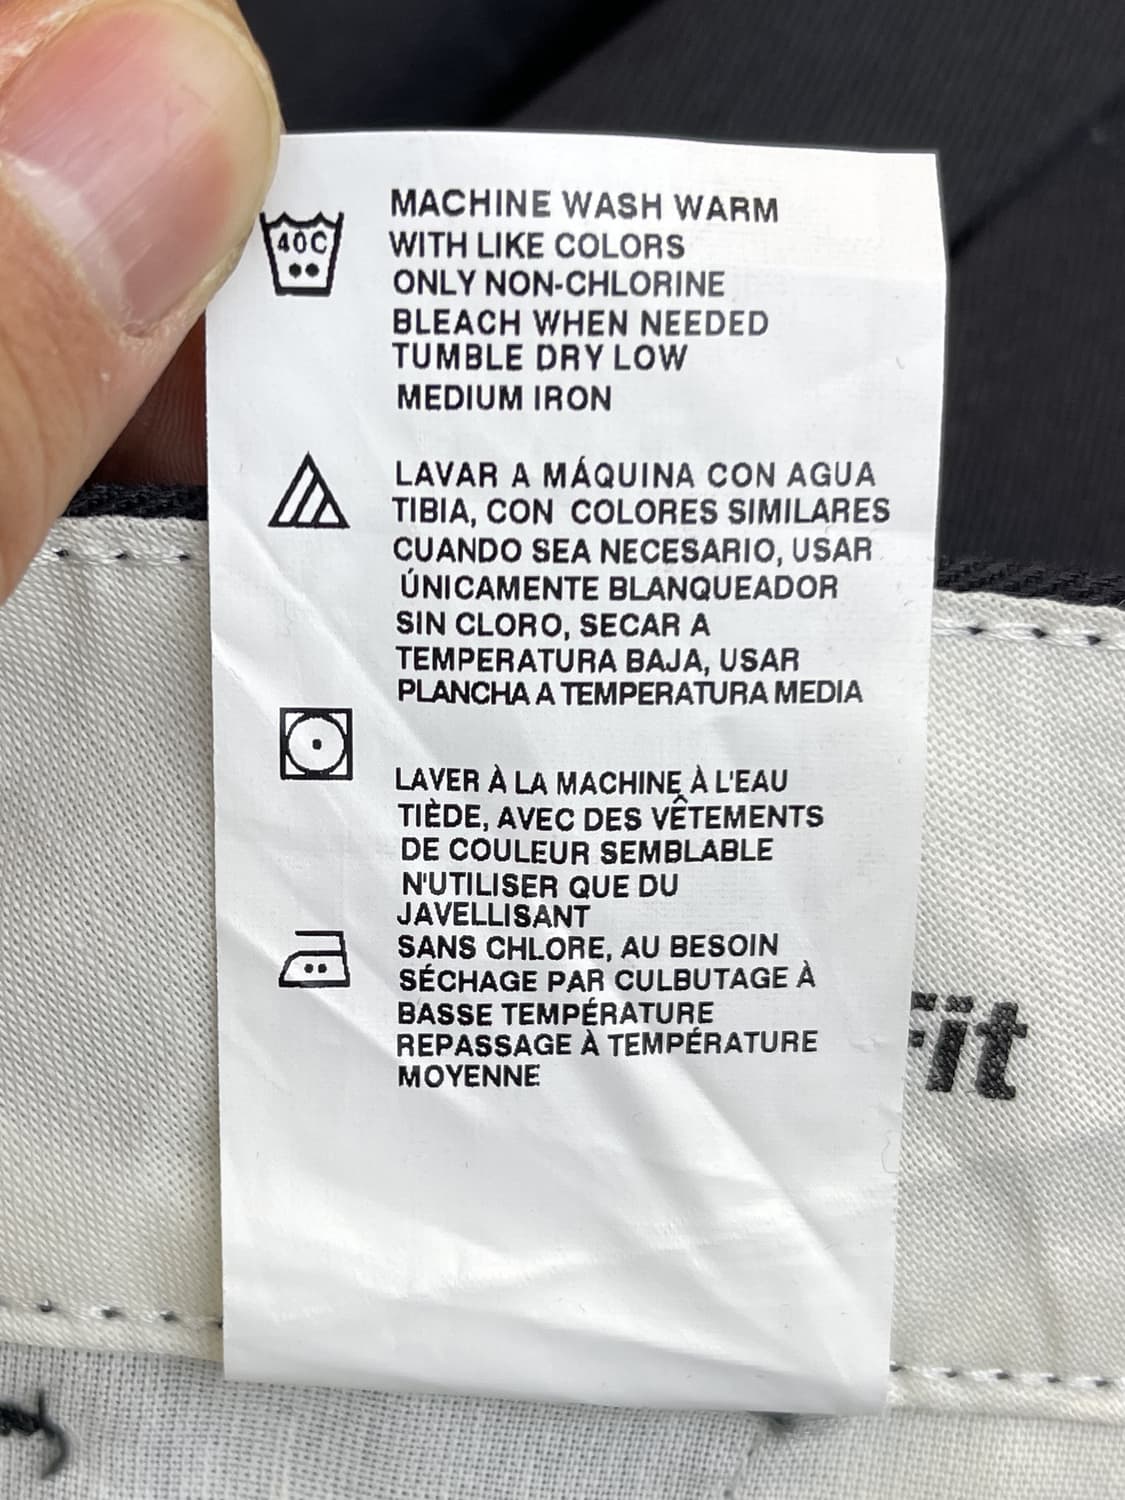 40C
MACHINE WASH WARM
WITH LIKE COLORS
ONLY NON-CHLORINE
BLEACH WHEN NEEDED
TUMBLE DRY LOW
MEDIUM IRON
LAVAR A MÁQUINA CON AGUA
TIBIA, CON COLORES SIMILARES
CUANDO SEA NECESARIO, USAR
ÚNICAMENTE BLANQUEADOR
SIN CLORO, SECAR A
TEMPERATURA BAJA, USAR
PLANCHA A TEMPERATURA MEDIA
LAVER À LA MACHINE À L'EAU
TIÈDE, AVEC DES VÊTEMENTS
DE COULEUR SEMBLABLE
N'UTILISER QUE DU
JAVELLISANT
SANS CHLORE, AU BESOIN
SÉCHAGE PAR CULBUTAGE À
BASSE TEMPÉRATURE
REPASSAGE À TEMPÉRATURE
MOYENNE